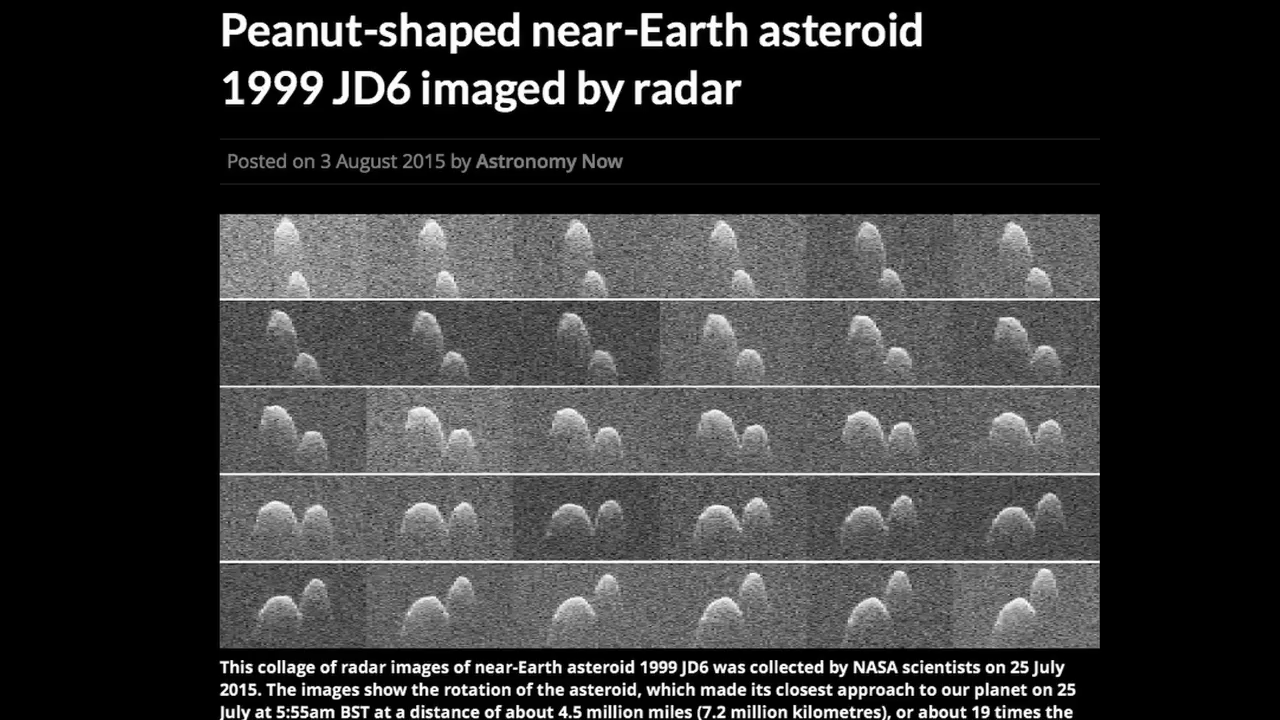 Peanut-shaped near-Earth asteroid
1999 JD6 imaged by radar
Posted on 3 August 2015 by Astronomy Now
This collage of radar images of near-Earth asteroid 1999 JD6 was collected by NASA scientists on 25 July
2015. The images show the rotation of the asteroid, which made its closest approach to our planet on 25
July at 5:55am BST at a distance of about 4.5 million miles (7.2 million kilometres), or about 19 times the